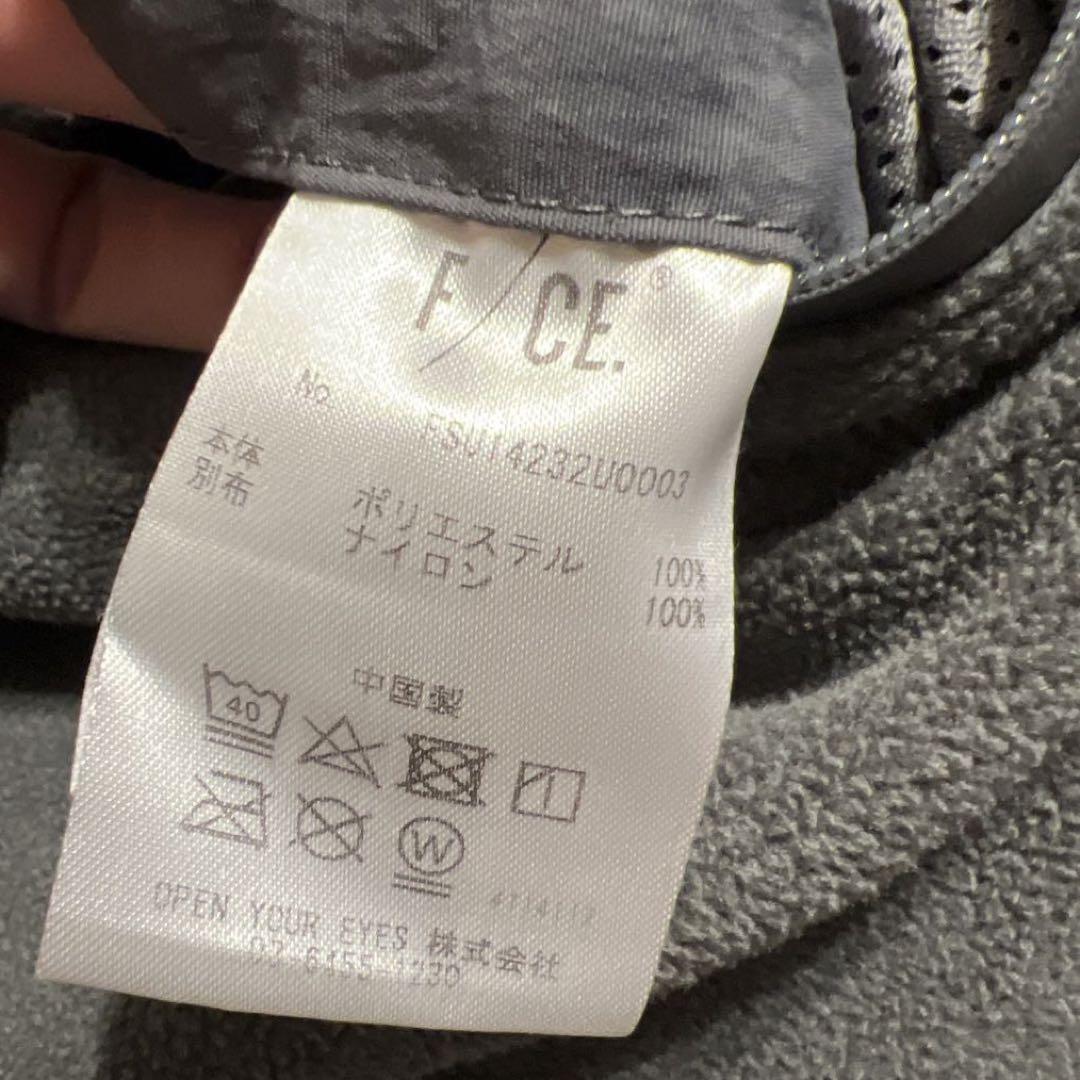 F/CE.®
No. FSU14232U0003
本体 ポリエステル 100%
別布 ナイロン 100%
中国製
40
W
OPEN YOUR EYES 株式会社